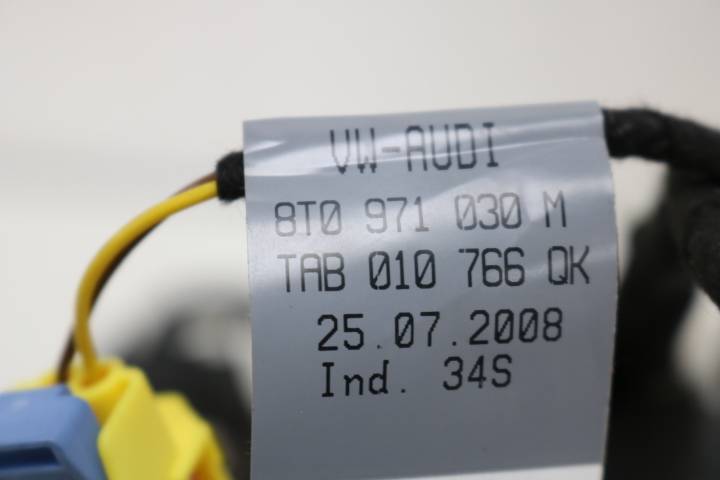 VW-AUDI
8T0 971 030 M
TAB 010 766 QK
25.07.2008
Ind. 34S